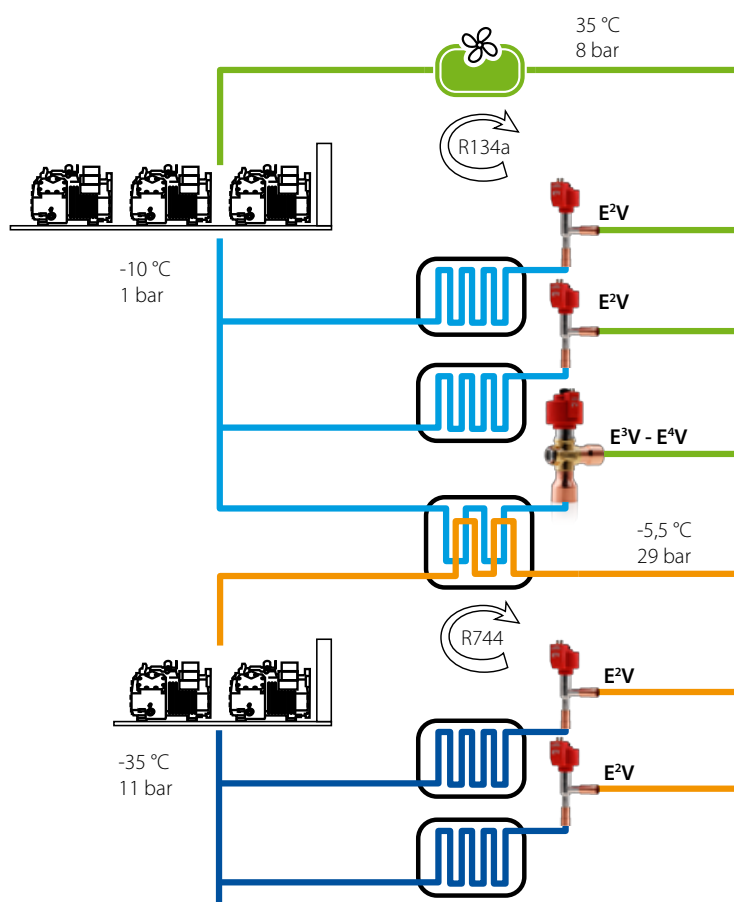 35 °C
8 bar
R134a
E²V
-10 °C
1 bar
E²V
E³V - E⁴V
-5,5 °C
29 bar
R744
E²V
-35 °C
11 bar
E²V